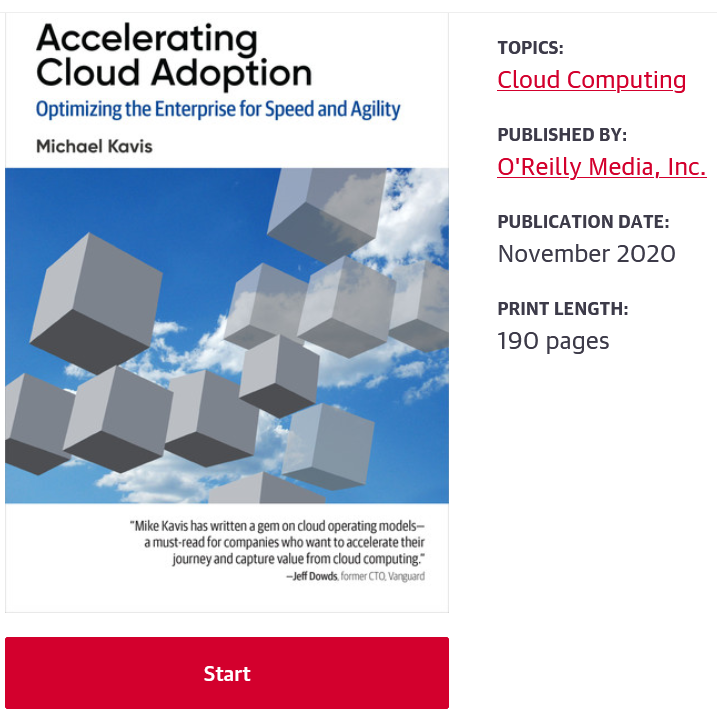 Accelerating
Cloud Adoption
Optimizing the Enterprise for Speed and Agility
Michael Kavis
"Mike Kavis has written a gem on cloud operating models—
a must-read for companies who want to accelerate their
journey and capture value from cloud computing."
—Jeff Dowds, former CTO, Vanguard
Start
TOPICS:
Cloud Computing
PUBLISHED BY:
O'Reilly Media, Inc.
PUBLICATION DATE:
November 2020
PRINT LENGTH:
190 pages